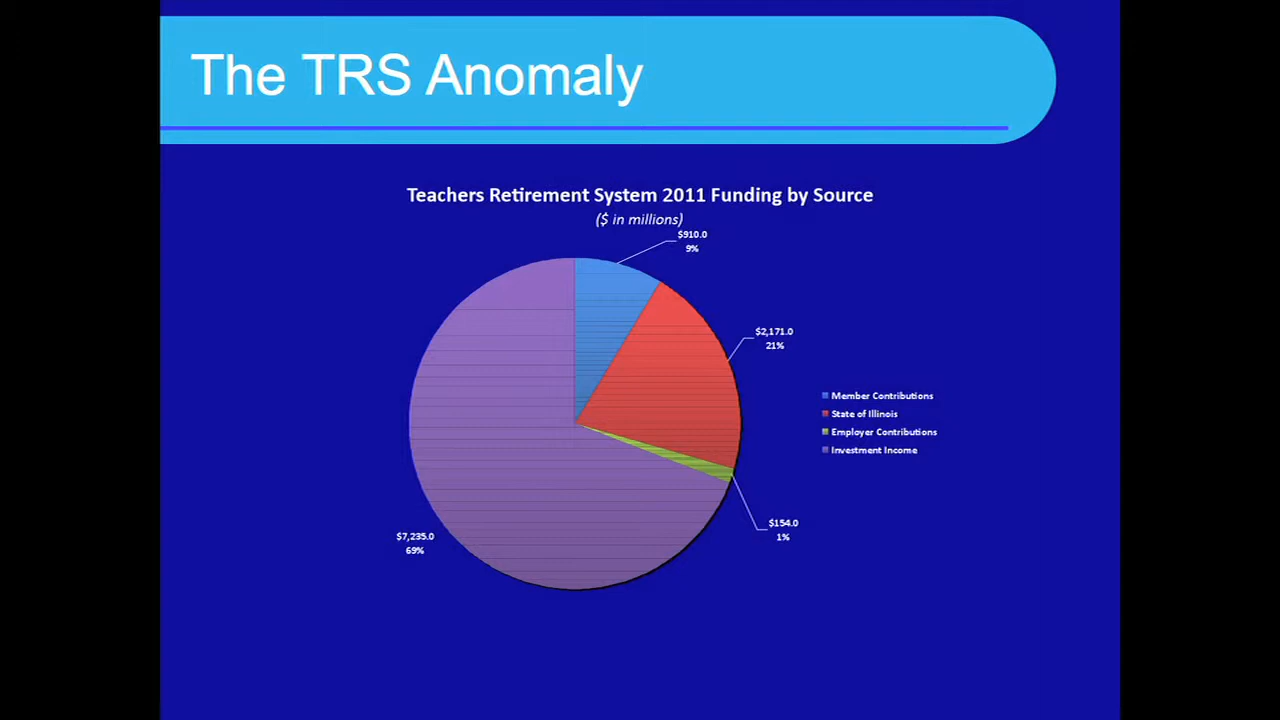 The TRS Anomaly
Teachers Retirement System 2011 Funding by Source
($ in millions)
$910.0
9%
$2,171.0
21%
Member Contributions
State of Illinois
Employer Contributions
Investment Income
$154.0
1%
$7,235.0
69%